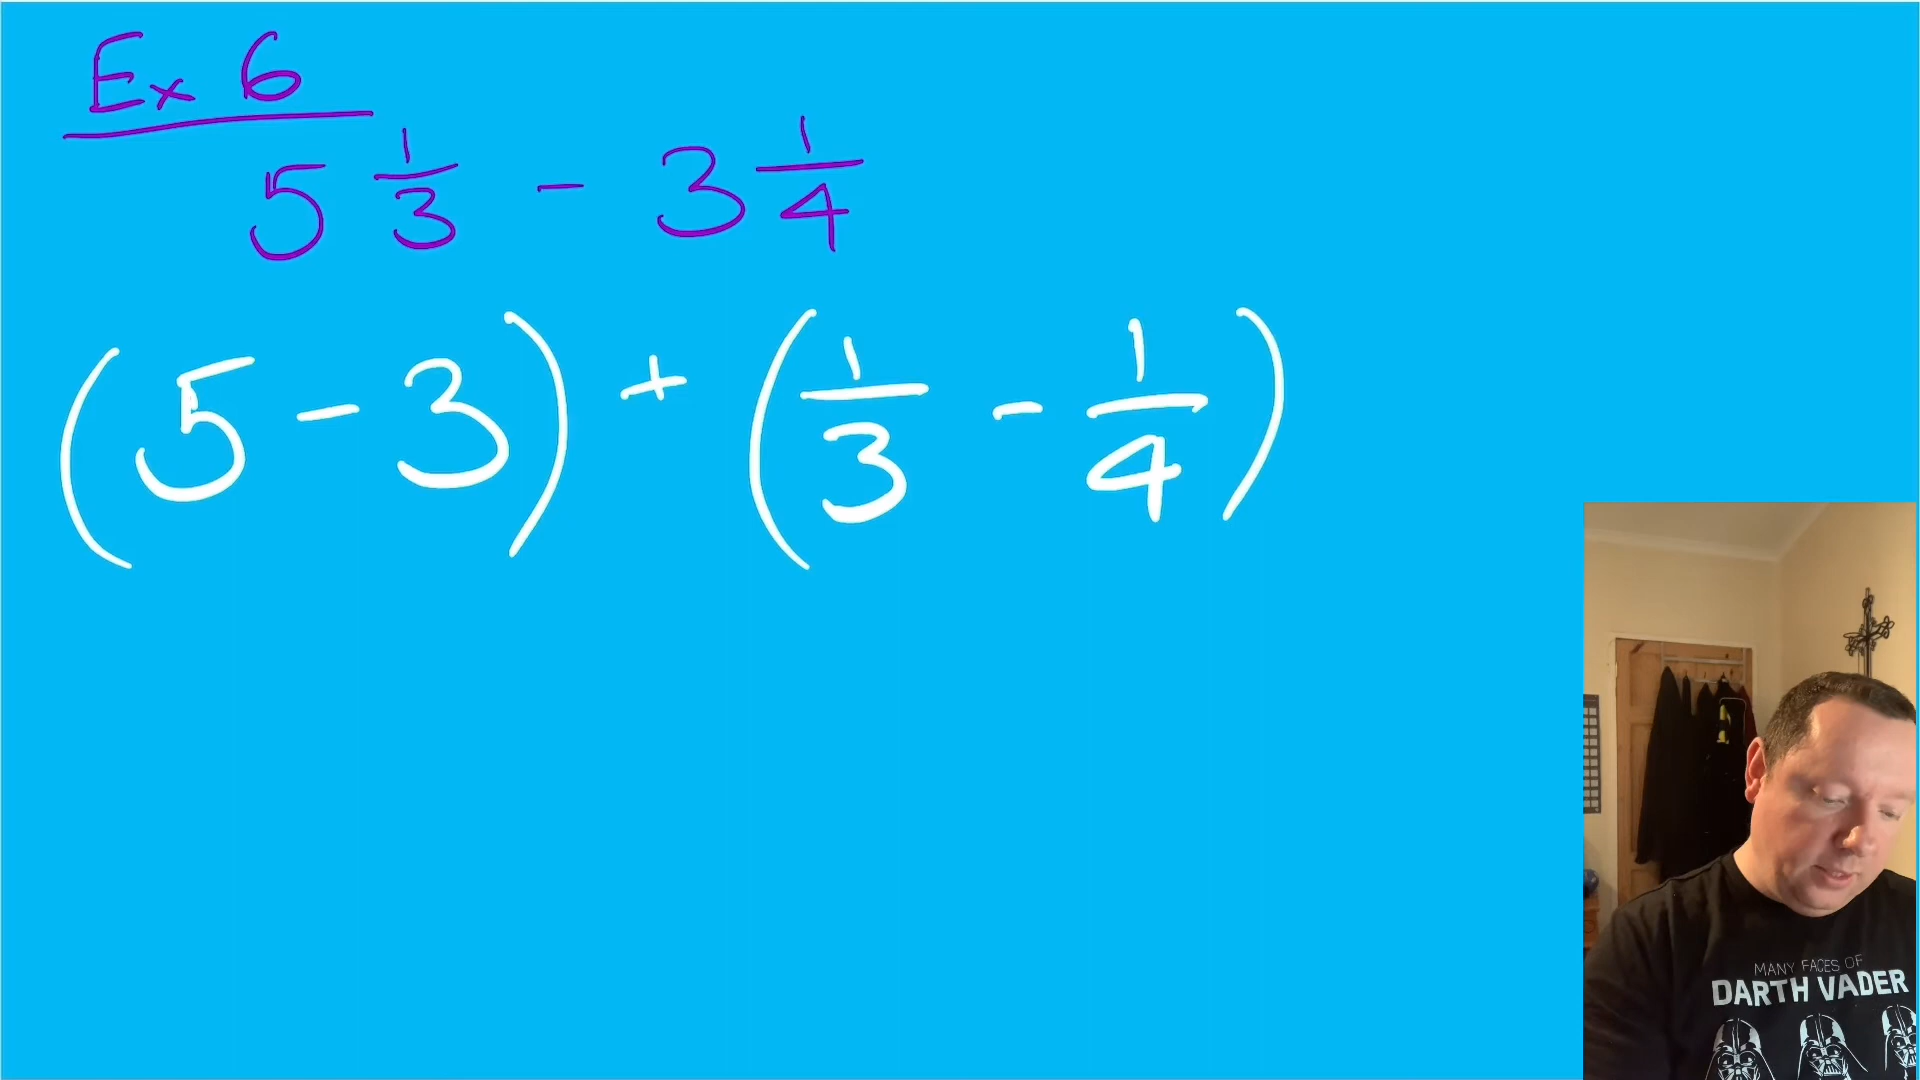 Ex 6
5 1/3 - 3 1/4
(5 - 3) + (1/3 - 1/4)
MANY FACES OF
DARTH VADER